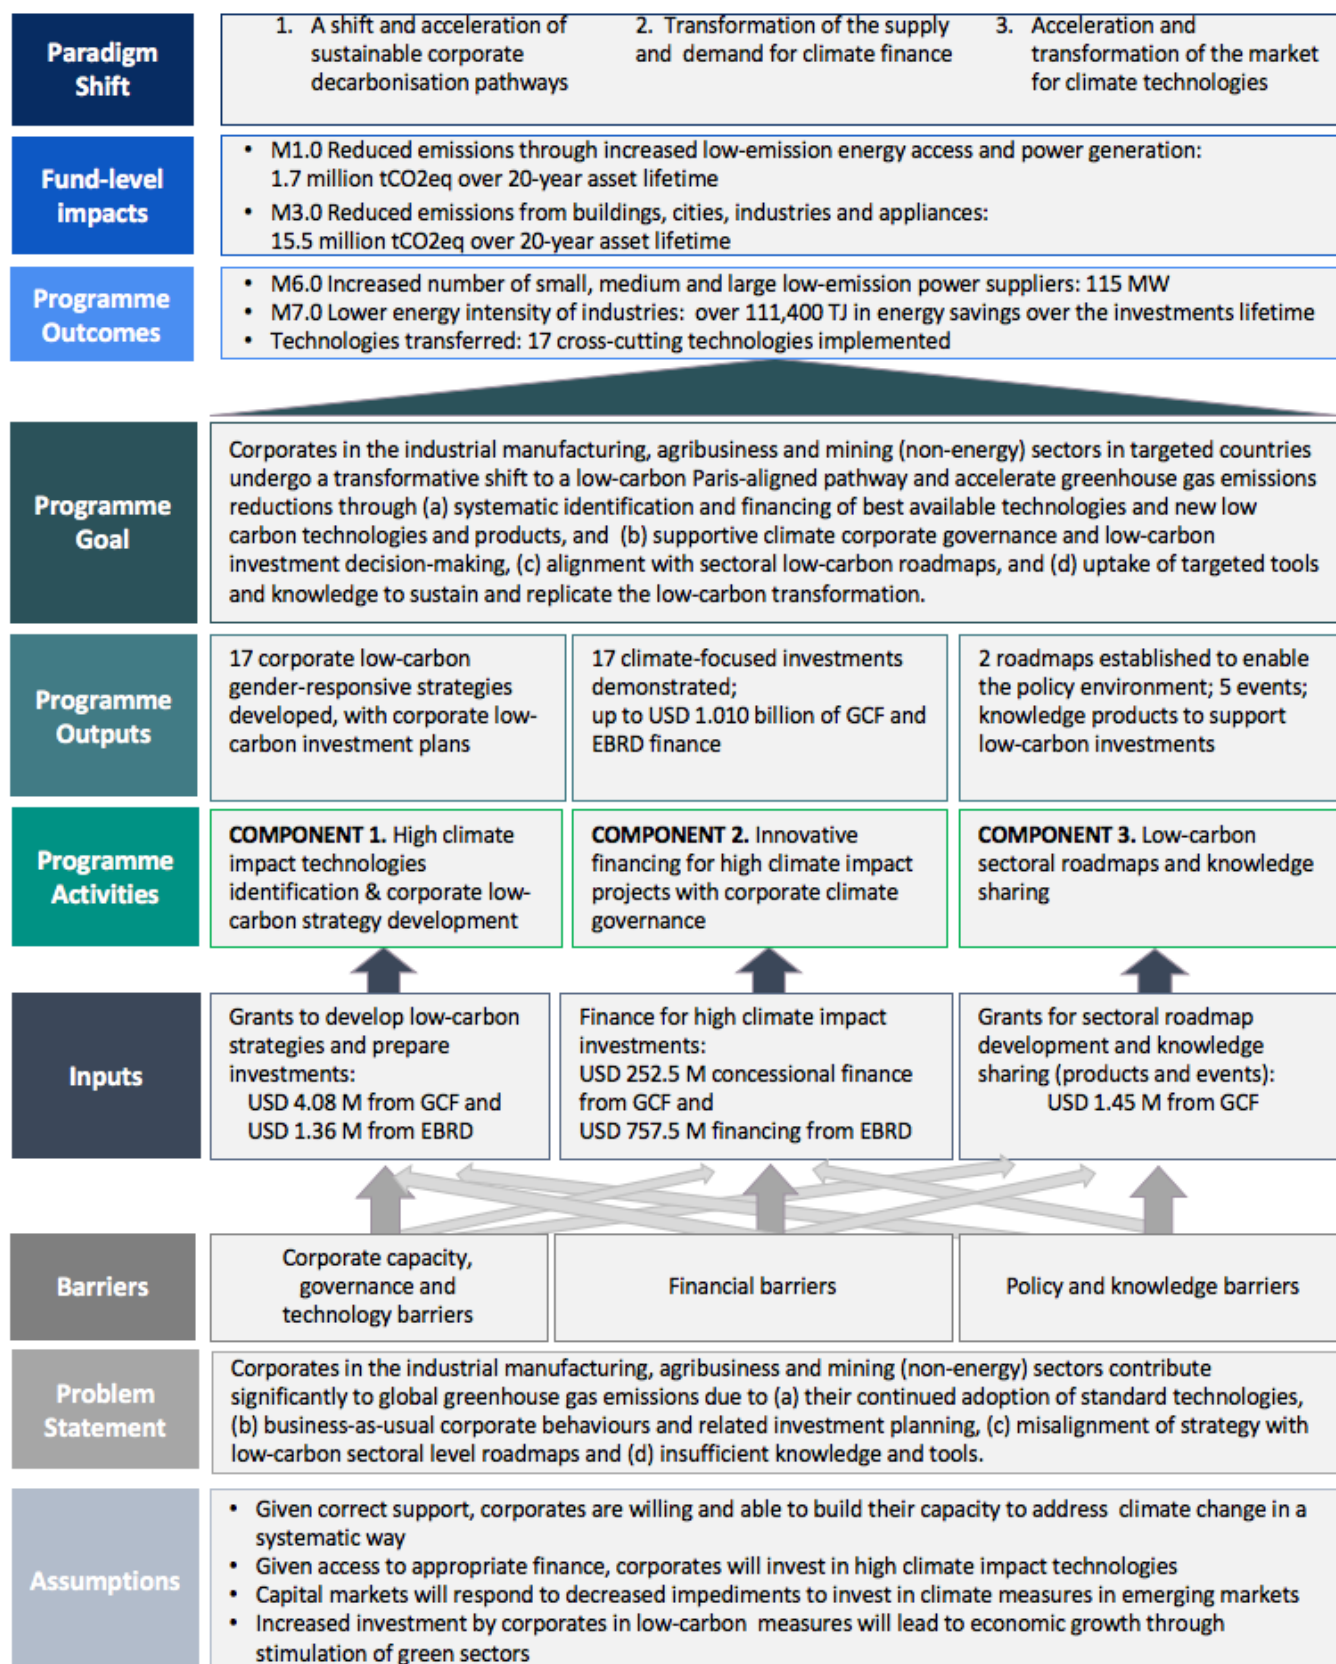 Paradigm
Shift
1. A shift and acceleration of
sustainable corporate
decarbonisation pathways
2. Transformation of the supply
and demand for climate finance
3. Acceleration and
transformation of the market
for climate technologies
Fund-level
impacts
• M1.0 Reduced emissions through increased low-emission energy access and power generation:
1.7 million tCO2eq over 20-year asset lifetime
• M3.0 Reduced emissions from buildings, cities, industries and appliances:
15.5 million tCO2eq over 20-year asset lifetime
Programme
Outcomes
• M6.0 Increased number of small, medium and large low-emission power suppliers: 115 MW
• M7.0 Lower energy intensity of industries: over 111,400 TJ in energy savings over the investments lifetime
• Technologies transferred: 17 cross-cutting technologies implemented
Programme
Goal
Corporates in the industrial manufacturing, agribusiness and mining (non-energy) sectors in targeted countries
undergo a transformative shift to a low-carbon Paris-aligned pathway and accelerate greenhouse gas emissions
reductions through (a) systematic identification and financing of best available technologies and new low
carbon technologies and products, and (b) supportive climate corporate governance and low-carbon
investment decision-making, (c) alignment with sectoral low-carbon roadmaps, and (d) uptake of targeted tools
and knowledge to sustain and replicate the low-carbon transformation.
Programme
Outputs
17 corporate low-carbon
gender-responsive strategies
developed, with corporate low-
carbon investment plans
17 climate-focused investments
demonstrated;
up to USD 1.010 billion of GCF and
EBRD finance
2 roadmaps established to enable
the policy environment; 5 events;
knowledge products to support
low-carbon investments
Programme
Activities
COMPONENT 1. High climate
impact technologies
identification & corporate low-
carbon strategy development
COMPONENT 2. Innovative
financing for high climate impact
projects with corporate climate
governance
COMPONENT 3. Low-carbon
sectoral roadmaps and knowledge
sharing
Inputs
Grants to develop low-carbon
strategies and prepare
investments:
USD 4.08 M from GCF and
USD 1.36 M from EBRD
Finance for high climate impact
investments:
USD 252.5 M concessional finance
from GCF and
USD 757.5 M financing from EBRD
Grants for sectoral roadmap
development and knowledge
sharing (products and events):
USD 1.45 M from GCF
Barriers
Corporate capacity,
governance and
technology barriers
Financial barriers
Policy and knowledge barriers
Problem
Statement
Corporates in the industrial manufacturing, agribusiness and mining (non-energy) sectors contribute
significantly to global greenhouse gas emissions due to (a) their continued adoption of standard technologies,
(b) business-as-usual corporate behaviours and related investment planning, (c) misalignment of strategy with
low-carbon sectoral level roadmaps and (d) insufficient knowledge and tools.
Assumptions
• Given correct support, corporates are willing and able to build their capacity to address climate change in a
systematic way
• Given access to appropriate finance, corporates will invest in high climate impact technologies
• Capital markets will respond to decreased impediments to invest in climate measures in emerging markets
• Increased investment by corporates in low-carbon measures will lead to economic growth through
stimulation of green sectors